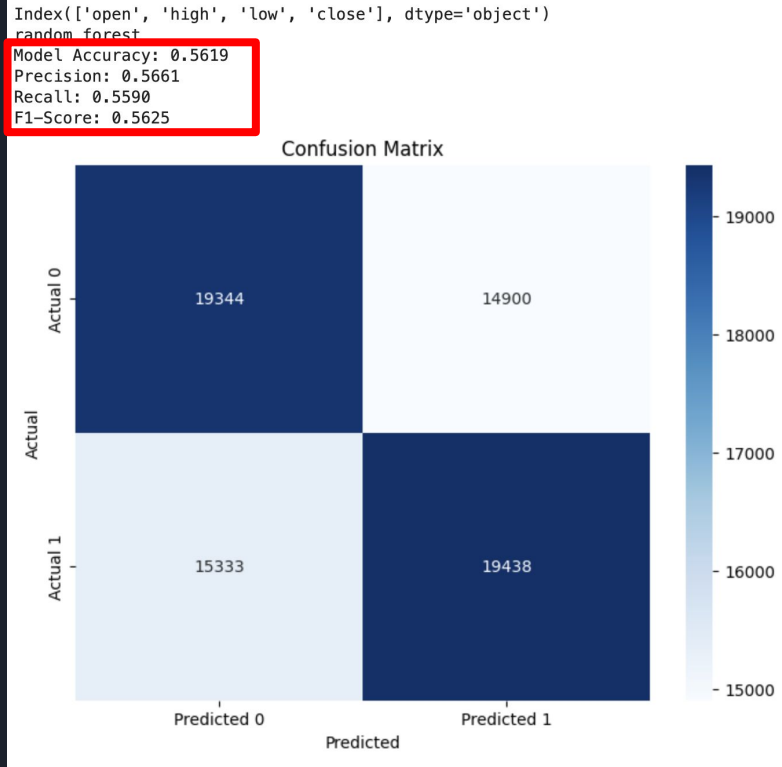 Index(['open', 'high', 'low', 'close'], dtype='object')
random forest
Model Accuracy: 0.5619
Precision: 0.5661
Recall: 0.5590
F1-Score: 0.5625
Confusion Matrix
19344
14900
15333
19438
Actual 0
Actual 1
Actual
Predicted 0
Predicted 1
Predicted
19000
18000
17000
16000
15000